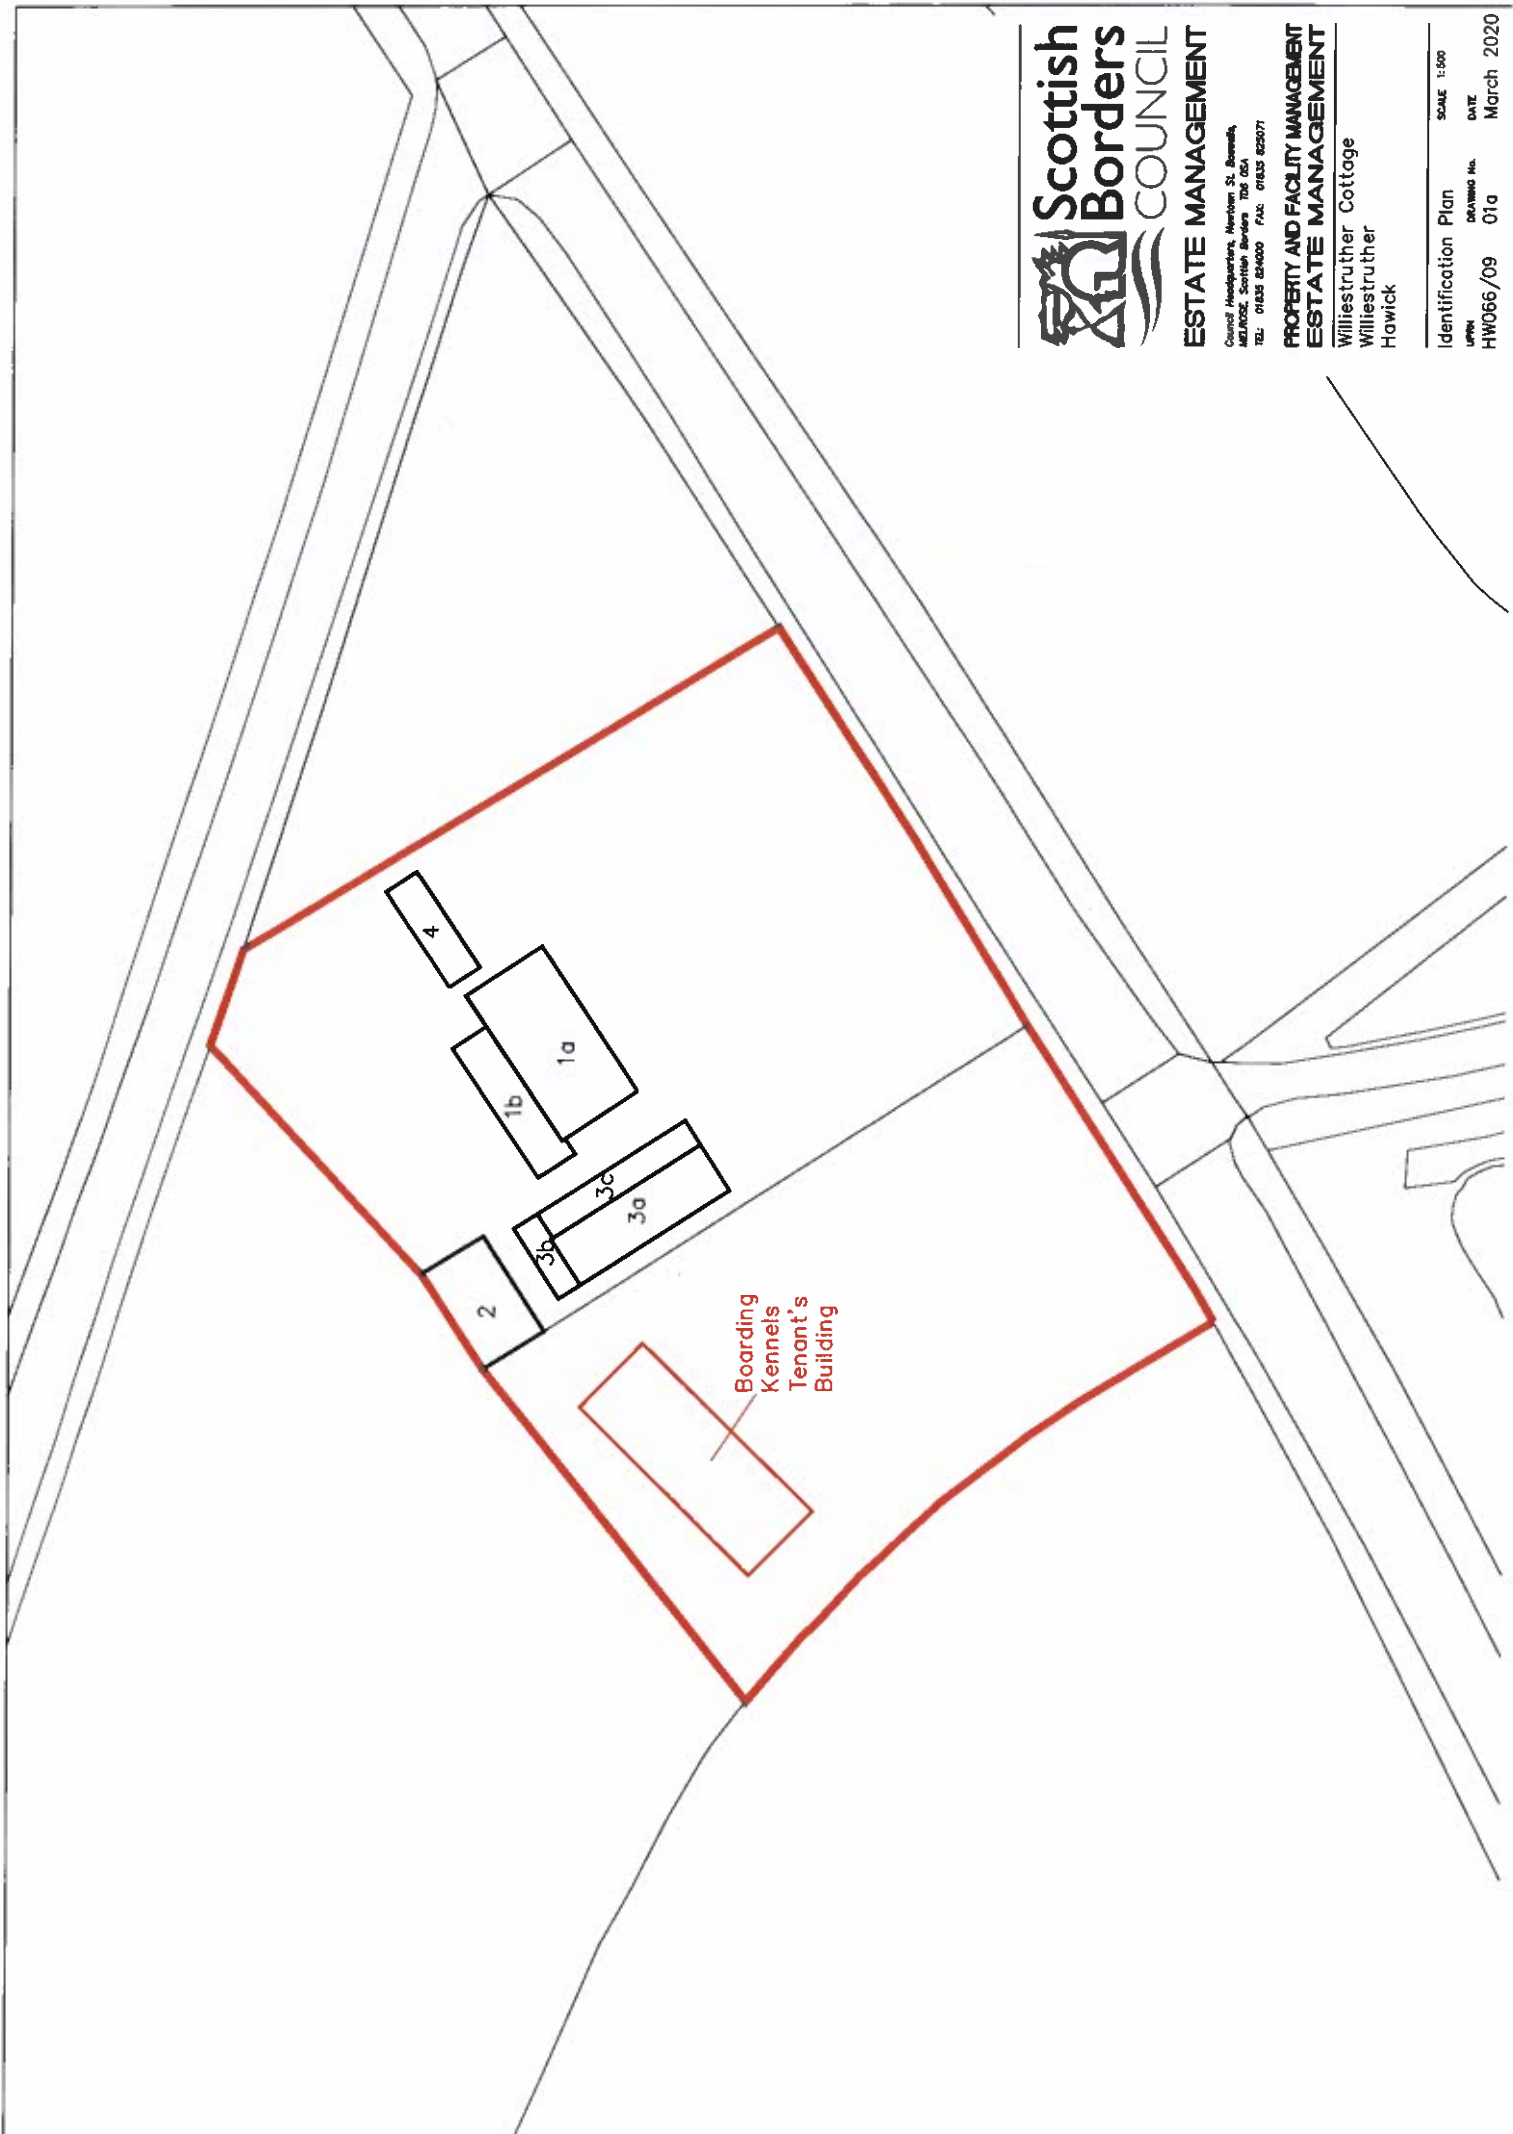 Scottish
Borders
COUNCIL
ESTATE MANAGEMENT
Council Headquarters, Newtown St. Boswells,
MELROSE, Scottish Borders TD6 0SA
TEL: 01835 824000 FAX: 01835 825071
PROPERTY AND FACILITY MANAGEMENT
ESTATE MANAGEMENT
Williestruther Cottage
Williestruther
Hawick
Identification Plan
SCALE 1:500
UPRN
HW066/09
DRAWING No.
01a
DATE
March 2020
4
1a
1b
3c
3a
3b
2
Boarding
Kennels
Tenant's
Building